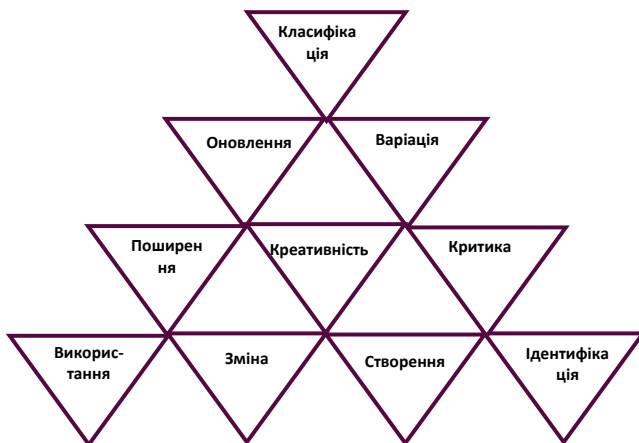 Класифіка
ція
Оновлення
Варіація
Поширен
ня
Креативність
Критика
Викорис-
тання
Зміна
Створення
Ідентифіка
ція